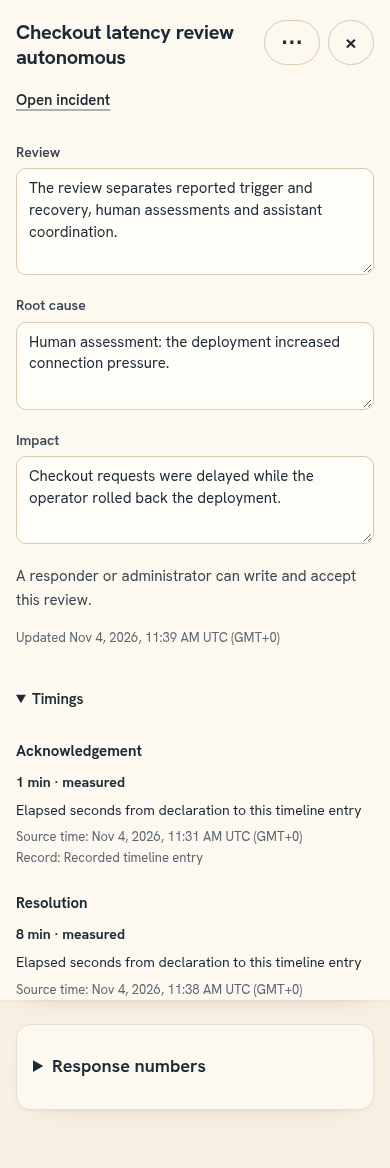 Checkout latency review
autonomous
Open incident
Review
The review separates reported trigger and
recovery, human assessments and assistant
coordination.
Root cause
Human assessment: the deployment increased
connection pressure.
Impact
Checkout requests were delayed while the
operator rolled back the deployment.
A responder or administrator can write and accept
this review.
Updated Nov 4, 2026, 11:39 AM UTC (GMT+0)
Timings
Acknowledgement
1 min · measured
Elapsed seconds from declaration to this timeline entry
Source time: Nov 4, 2026, 11:31 AM UTC (GMT+0)
Record: Recorded timeline entry
Resolution
8 min · measured
Elapsed seconds from declaration to this timeline entry
Source time: Nov 4, 2026, 11:38 AM UTC (GMT+0)
Response numbers